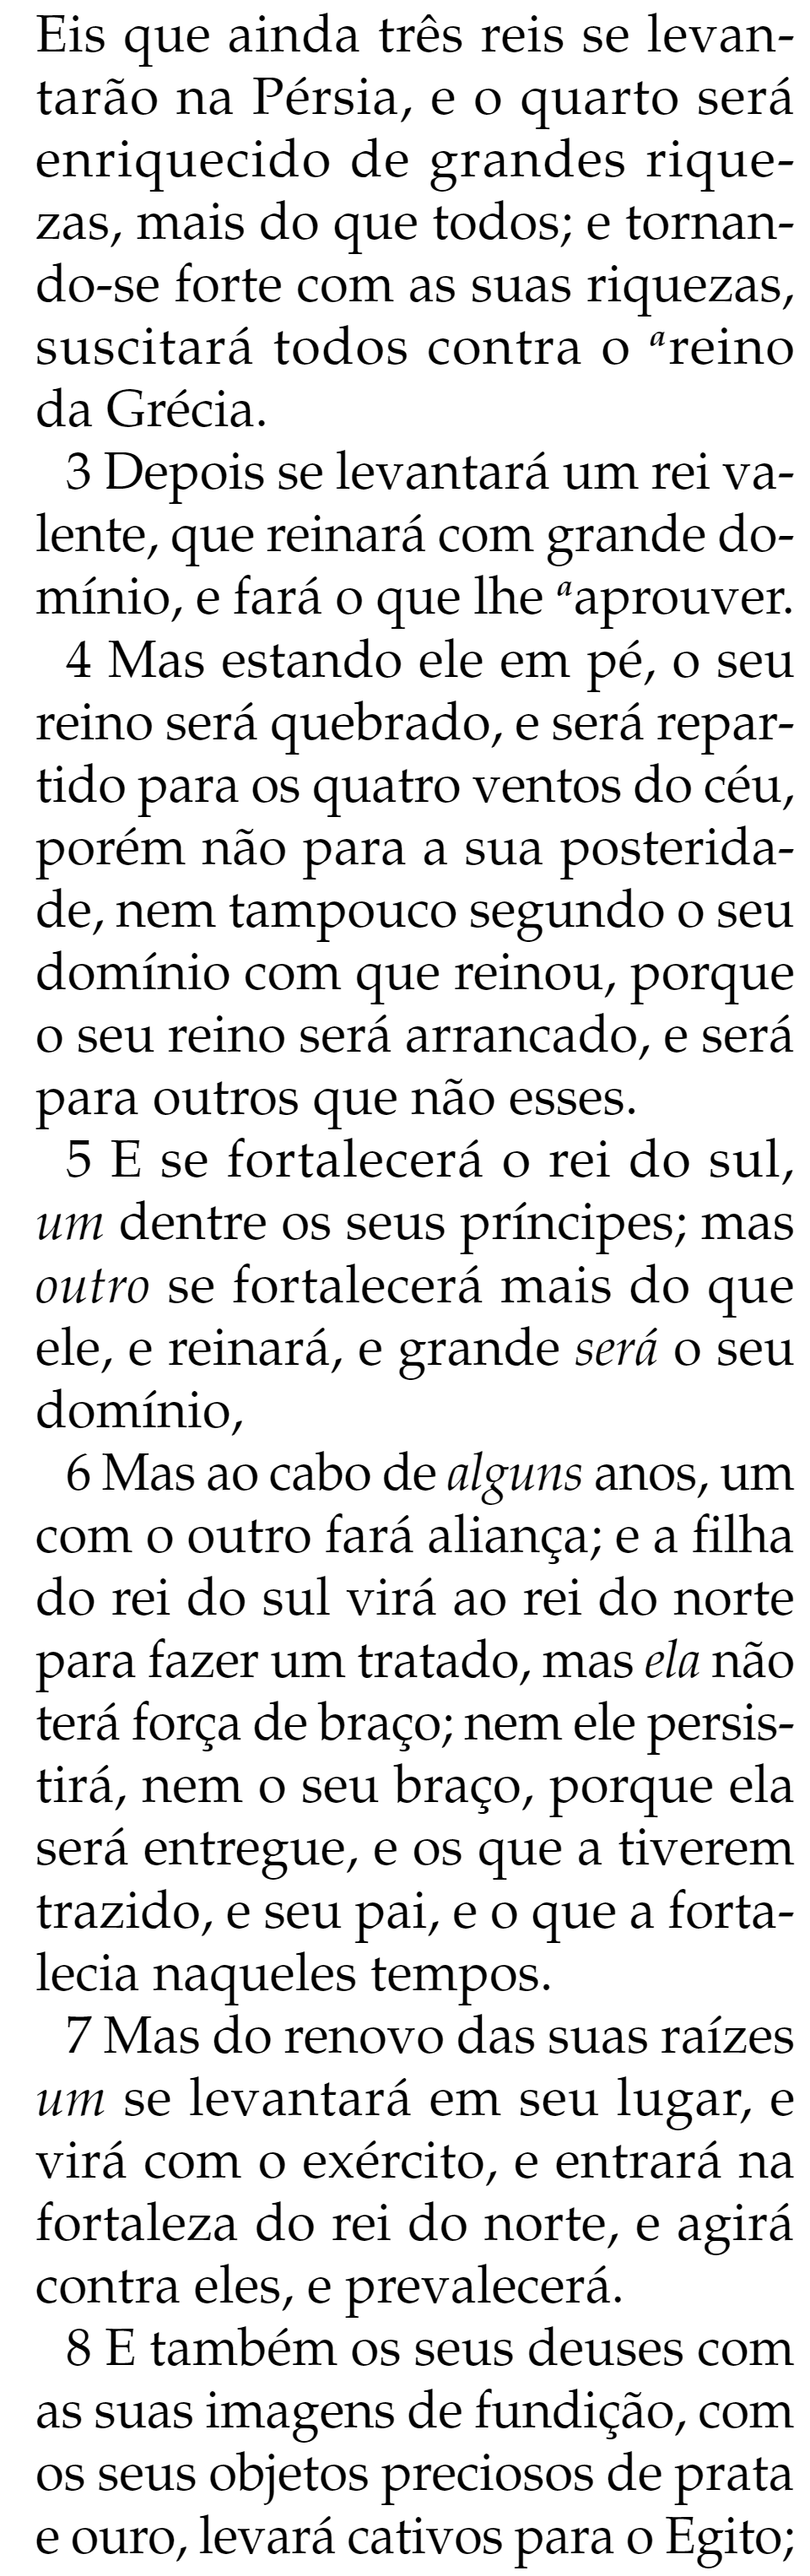 Eis que ainda três reis se levan-
tarão na Pérsia, e o quarto será
enriquecido de grandes rique-
zas, mais do que todos; e tornan-
do-se forte com as suas riquezas,
suscitará todos contra o ᵃreino
da Grécia.
3 Depois se levantará um rei va-
lente, que reinará com grande do-
mínio, e fará o que lhe ᵃaprouver.
4 Mas estando ele em pé, o seu
reino será quebrado, e será repar-
tido para os quatro ventos do céu,
porém não para a sua posterida-
de, nem tampouco segundo o seu
domínio com que reinou, porque
o seu reino será arrancado, e será
para outros que não esses.
5 E se fortalecerá o rei do sul,
um dentre os seus príncipes; mas
outro se fortalecerá mais do que
ele, e reinará, e grande será o seu
domínio,
6 Mas ao cabo de alguns anos, um
com o outro fará aliança; e a filha
do rei do sul virá ao rei do norte
para fazer um tratado, mas ela não
terá força de braço; nem ele persis-
tirá, nem o seu braço, porque ela
será entregue, e os que a tiverem
trazido, e seu pai, e o que a forta-
lecia naqueles tempos.
7 Mas do renovo das suas raízes
um se levantará em seu lugar, e
virá com o exército, e entrará na
fortaleza do rei do norte, e agirá
contra eles, e prevalecerá.
8 E também os seus deuses com
as suas imagens de fundição, com
os seus objetos preciosos de prata
e ouro, levará cativos para o Egito;